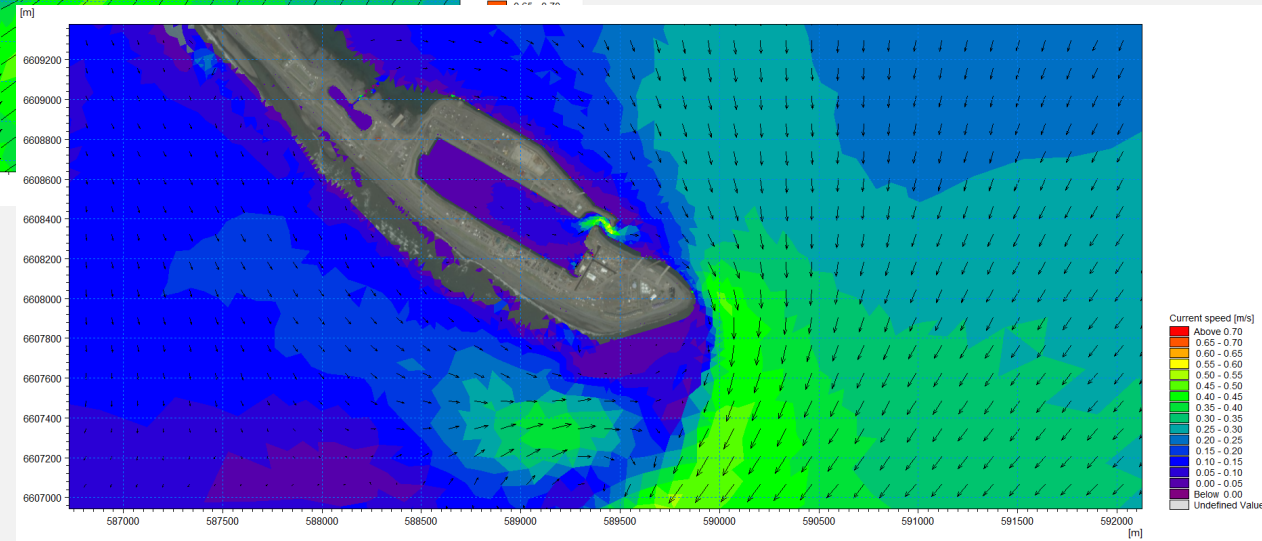 0.65 - 0.70
[m]
6609200
6609000
6608800
6608600
6608400
6608200
6608000
6607800
6607600
6607400
6607200
6607000
587000
587500
588000
588500
589000
589500
590000
590500
591000
591500
592000
[m]
Current speed [m/s]
Above 0.70
0.65 - 0.70
0.60 - 0.65
0.55 - 0.60
0.50 - 0.55
0.45 - 0.50
0.40 - 0.45
0.35 - 0.40
0.30 - 0.35
0.25 - 0.30
0.20 - 0.25
0.15 - 0.20
0.10 - 0.15
0.05 - 0.10
0.00 - 0.05
Below 0.00
Undefined Value